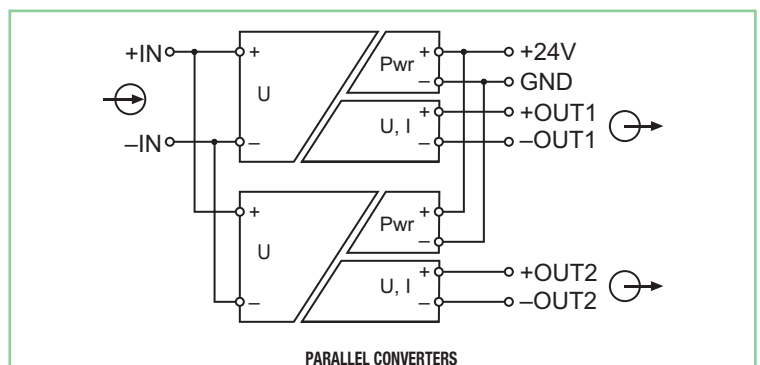 +IN
+
U
Pwr
+
+24V
–
GND
U, I
+
+OUT1
–IN
–
–
–OUT1
+
U
Pwr
+
–
U, I
+
+OUT2
–
–
–OUT2
PARALLEL CONVERTERS